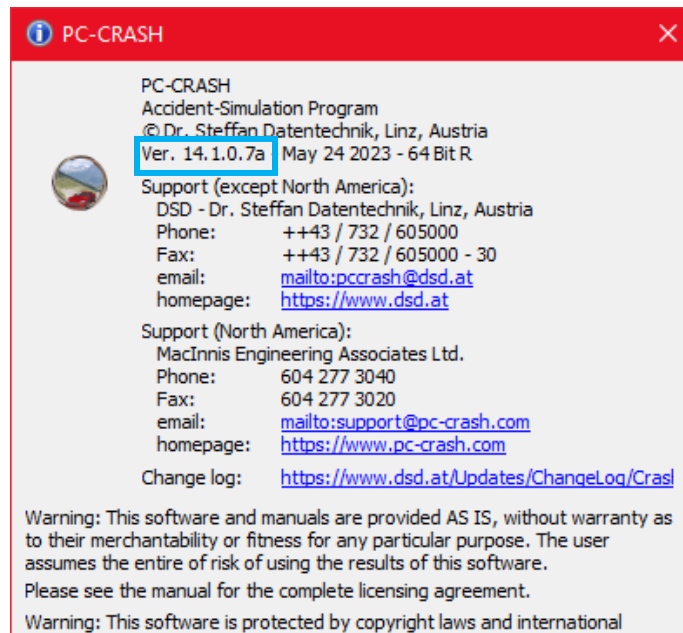 PC-CRASH
PC-CRASH
Accident-Simulation Program
© Dr. Steffan Datentechnik, Linz, Austria
Ver. 14.1.0.7a - May 24 2023 - 64 Bit R
Support (except North America):
DSD - Dr. Steffan Datentechnik, Linz, Austria
Phone: ++43 / 732 / 605000
Fax: ++43 / 732 / 605000 - 30
email: mailto:pccrash@dsd.at
homepage: https://www.dsd.at
Support (North America):
MacInnis Engineering Associates Ltd.
Phone: 604 277 3040
Fax: 604 277 3020
email: mailto:support@pc-crash.com
homepage: https://www.pc-crash.com
Change log: https://www.dsd.at/Updates/ChangeLog/Crasl
Warning: This software and manuals are provided AS IS, without warranty as
to their merchantability or fitness for any particular purpose. The user
assumes the entire of risk of using the results of this software.
Please see the manual for the complete licensing agreement.
Warning: This software is protected by copyright laws and international